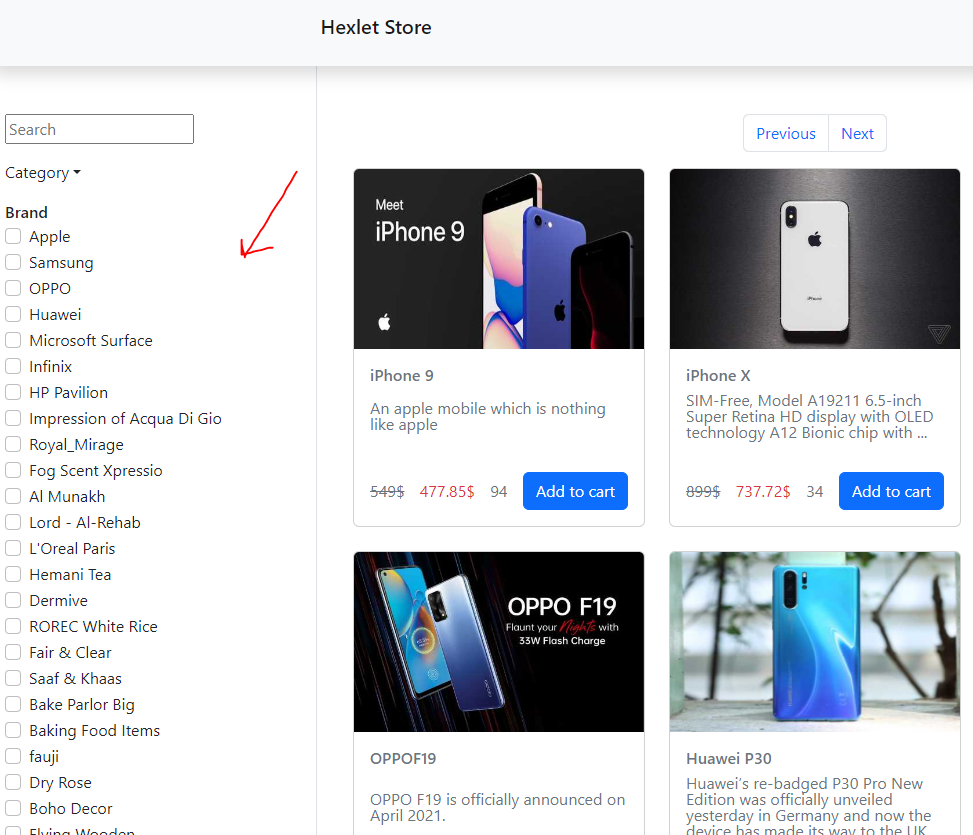 Hexlet Store
Search
Category
Brand
Apple
Samsung
OPPO
Huawei
Microsoft Surface
Infinix
HP Pavilion
Impression of Acqua Di Gio
Royal_Mirage
Fog Scent Xpressio
Al Munakh
Lord - Al-Rehab
L'Oreal Paris
Hemani Tea
Dermive
ROREC White Rice
Fair & Clear
Saaf & Khaas
Bake Parlor Big
Baking Food Items
fauji
Dry Rose
Boho Decor
Flying Wooden
Previous Next
Meet
iPhone 9
iPhone 9
An apple mobile which is nothing
like apple
549$ 477.85$ 94 Add to cart
iPhone
iPhone X
SIM-Free, Model A19211 6.5-inch
Super Retina HD display with OLED
technology A12 Bionic chip with ...
899$ 737.72$ 34 Add to cart
OPPO F19
Flaunt your Nights with
33W Flash Charge
OPPOF19
OPPO F19 is officially announced on
April 2021.
Huawei P30
Huawei’s re-badged P30 Pro New
Edition was officially unveiled
yesterday in Germany and now the
device has made its way to the UK.